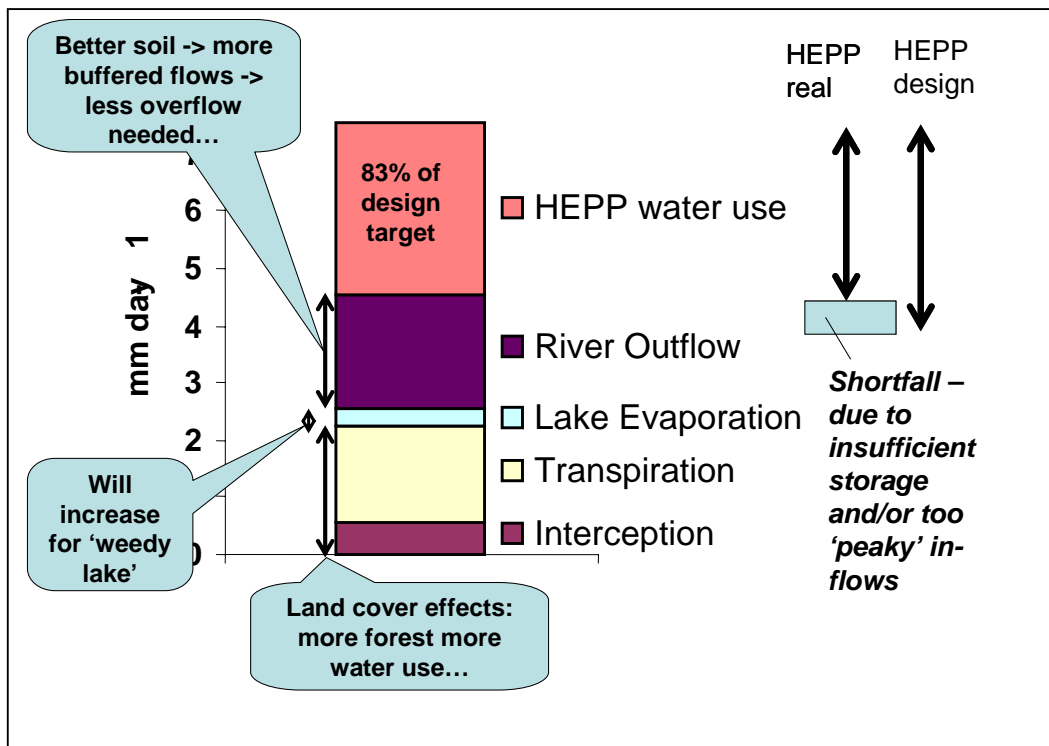 Better soil -> more
buffered flows ->
less overflow
needed…
HEPP
real
HEPP
design
83% of
design
target
6
5
4
3
2
0
mm day 1
HEPP water use
River Outflow
Lake Evaporation
Transpiration
Interception
Will
increase
for ‘weedy
lake’
Land cover effects:
more forest more
water use…
Shortfall –
due to
insufficient
storage
and/or too
‘peaky’ in-
flows